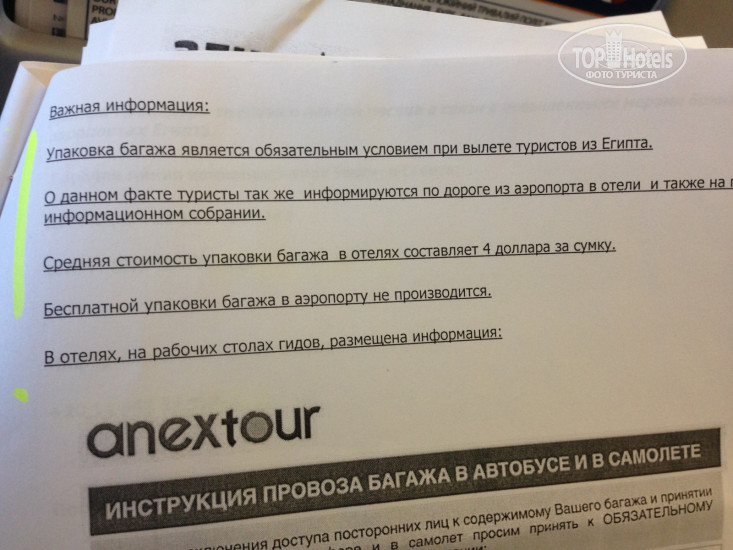 TOP Hotels
ФОТО ТУРИСТА
Важная информация:
Упаковка багажа является обязательным условием при вылете туристов из Египта.
О данном факте туристы так же информируются по дороге из аэропорта в отели и также на
информационном собрании.
Средняя стоимость упаковки багажа в отелях составляет 4 доллара за сумку.
Бесплатной упаковки багажа в аэропорту не производится.
В отелях, на рабочих столах гидов, размещена информация:
anextour
ИНСТРУКЦИЯ ПРОВОЗА БАГАЖА В АВТОБУСЕ И В САМОЛЕТЕ
доступа посторонних лиц к содержимому Вашего багажа и принятии
и в самолет просим принять к ОБЯЗАТЕЛЬНОМУ